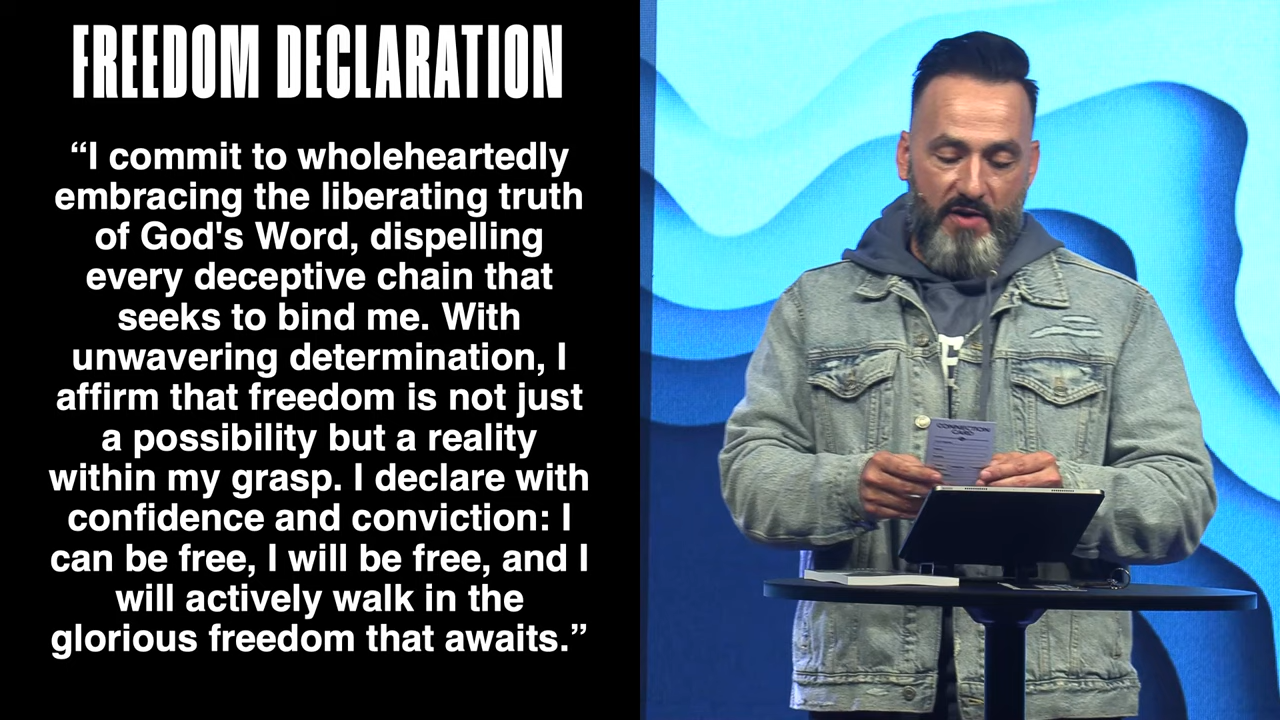 FREEDOM DECLARATION
“I commit to wholeheartedly
embracing the liberating truth
of God's Word, dispelling
every deceptive chain that
seeks to bind me. With
unwavering determination, I
affirm that freedom is not just
a possibility but a reality
within my grasp. I declare with
confidence and conviction: I
can be free, I will be free, and I
will actively walk in the
glorious freedom that awaits.”
CONNECTION
CARD